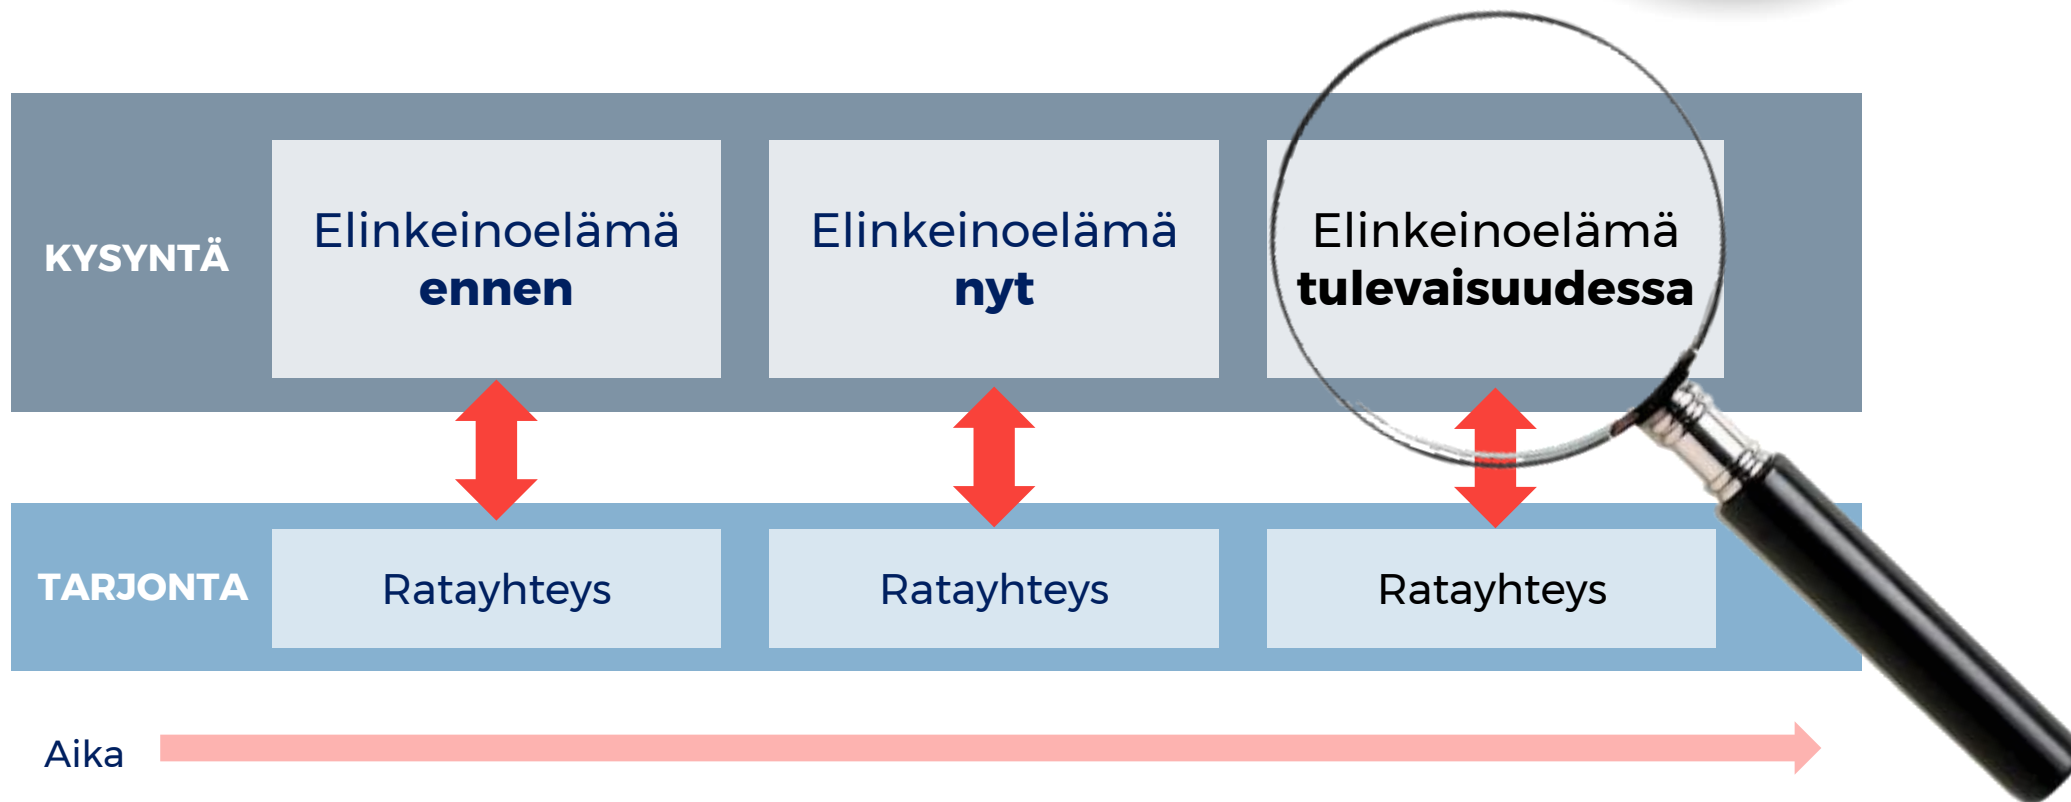 KYSYNTÄ
Elinkeinoelämä
ennen
Elinkeinoelämä
nyt
Elinkeinoelämä
tulevaisuudessa
TARJONTA
Ratayhteys
Ratayhteys
Ratayhteys
Aika